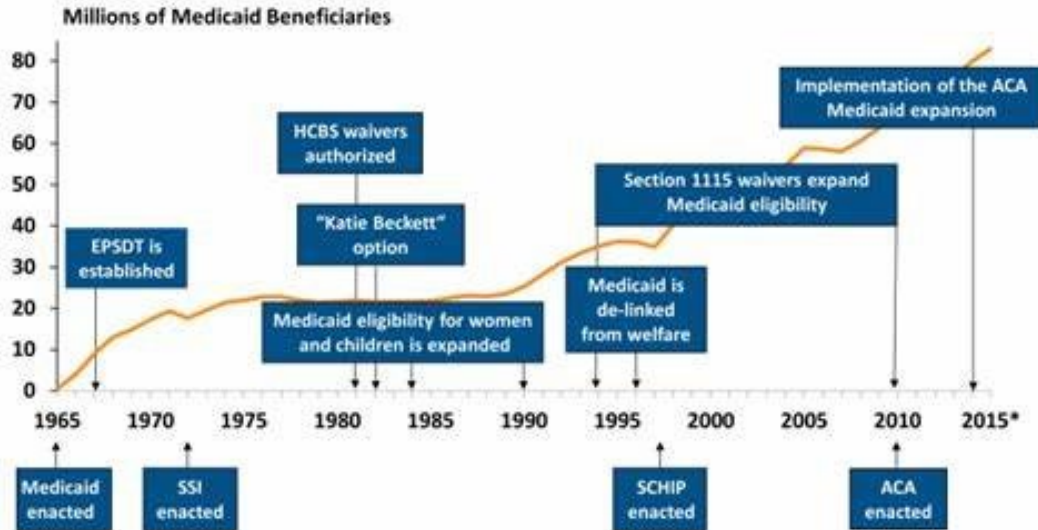 Millions of Medicaid Beneficiaries
80
70
60
50
40
30
20
10
0
Implementation of the ACA
Medicaid expansion
HCBS waivers
authorized
Section 1115 waivers expand
Medicaid eligibility
"Katie Beckett"
option
EPSDT is
established
Medicaid is
de-linked
from welfare
Medicaid eligibility for women
and children is expanded
1965 1970 1975 1980 1985 1990 1995 2000 2005 2010 2015*
Medicaid
enacted
SSI
enacted
SCHIP
enacted
ACA
enacted